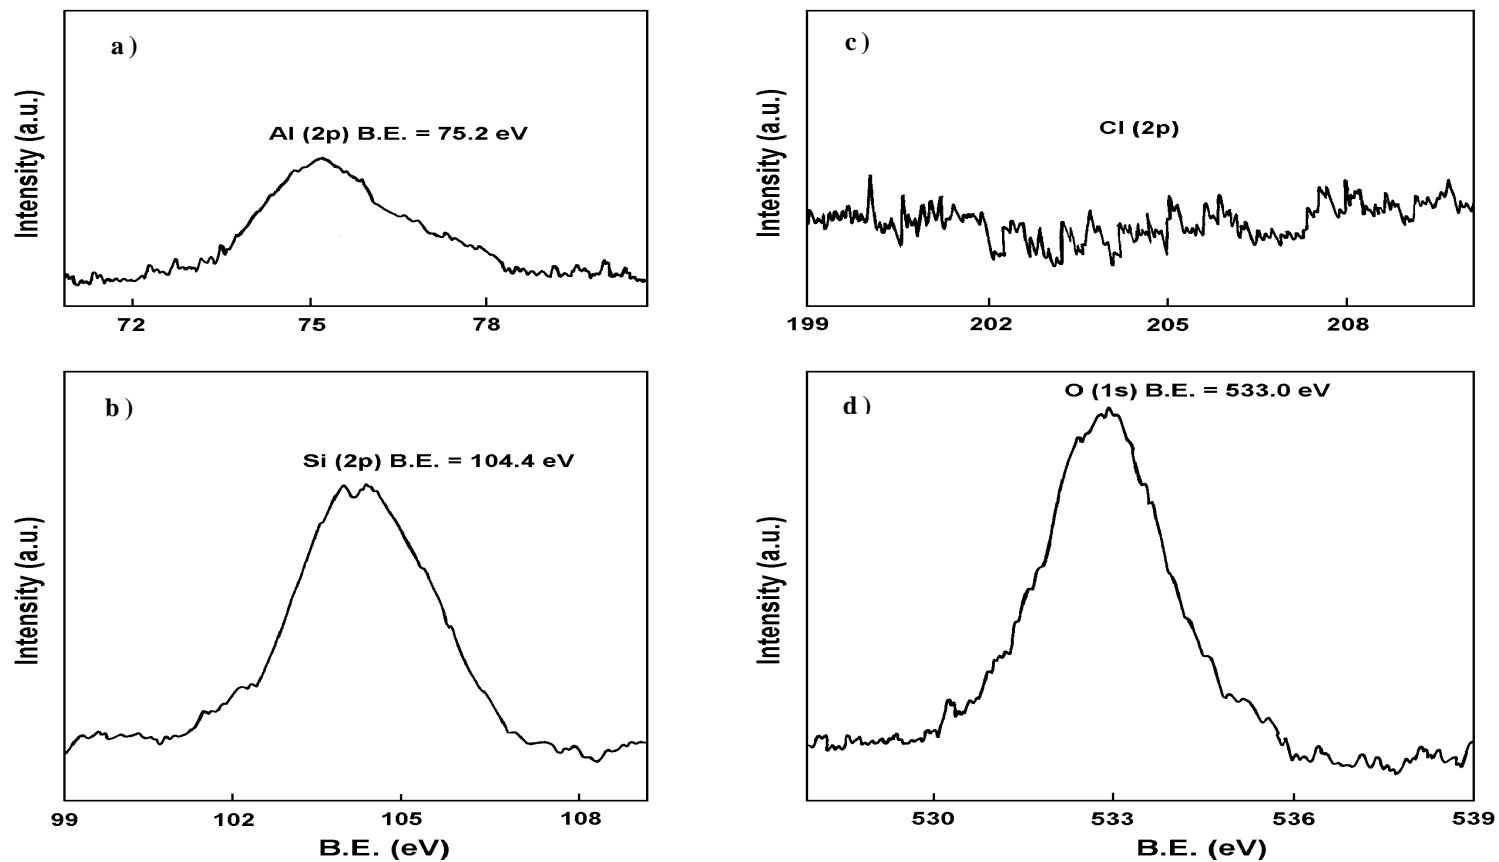 a )
Intensity (a.u.)
Al (2p) B.E. = 75.2 eV
72 75 78
c )
Intensity (a.u.)
Cl (2p)
199 202 205 208
b )
Intensity (a.u.)
Si (2p) B.E. = 104.4 eV
99 102 105 108
B.E. (eV)
d )
Intensity (a.u.)
O (1s) B.E. = 533.0 eV
530 533 536 539
B.E. (eV)